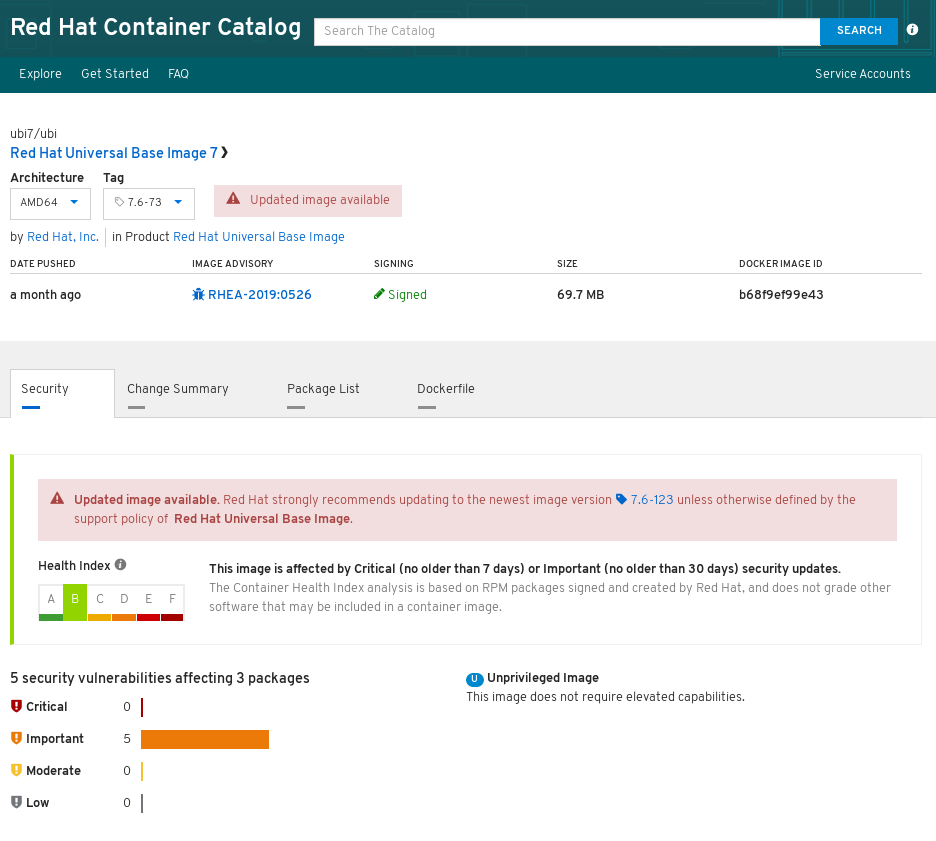 Red Hat Container Catalog
Search The Catalog
SEARCH
Explore Get Started FAQ Service Accounts
ubi7/ubi
Red Hat Universal Base Image 7 ❯
Architecture Tag
AMD64 7.6-73 Updated image available
by Red Hat, Inc. in Product Red Hat Universal Base Image
DATE PUSHED IMAGE ADVISORY SIGNING SIZE DOCKER IMAGE ID
a month ago RHEA-2019:0526 Signed 69.7 MB b68f9ef99e43
Security Change Summary Package List Dockerfile
Updated image available. Red Hat strongly recommends updating to the newest image version 7.6-123 unless otherwise defined by the
support policy of Red Hat Universal Base Image.
Health Index
A B C D E F
This image is affected by Critical (no older than 7 days) or Important (no older than 30 days) security updates.
The Container Health Index analysis is based on RPM packages signed and created by Red Hat, and does not grade other
software that may be included in a container image.
5 security vulnerabilities affecting 3 packages
Critical 0
Important 5
Moderate 0
Low 0
U Unprivileged Image
This image does not require elevated capabilities.